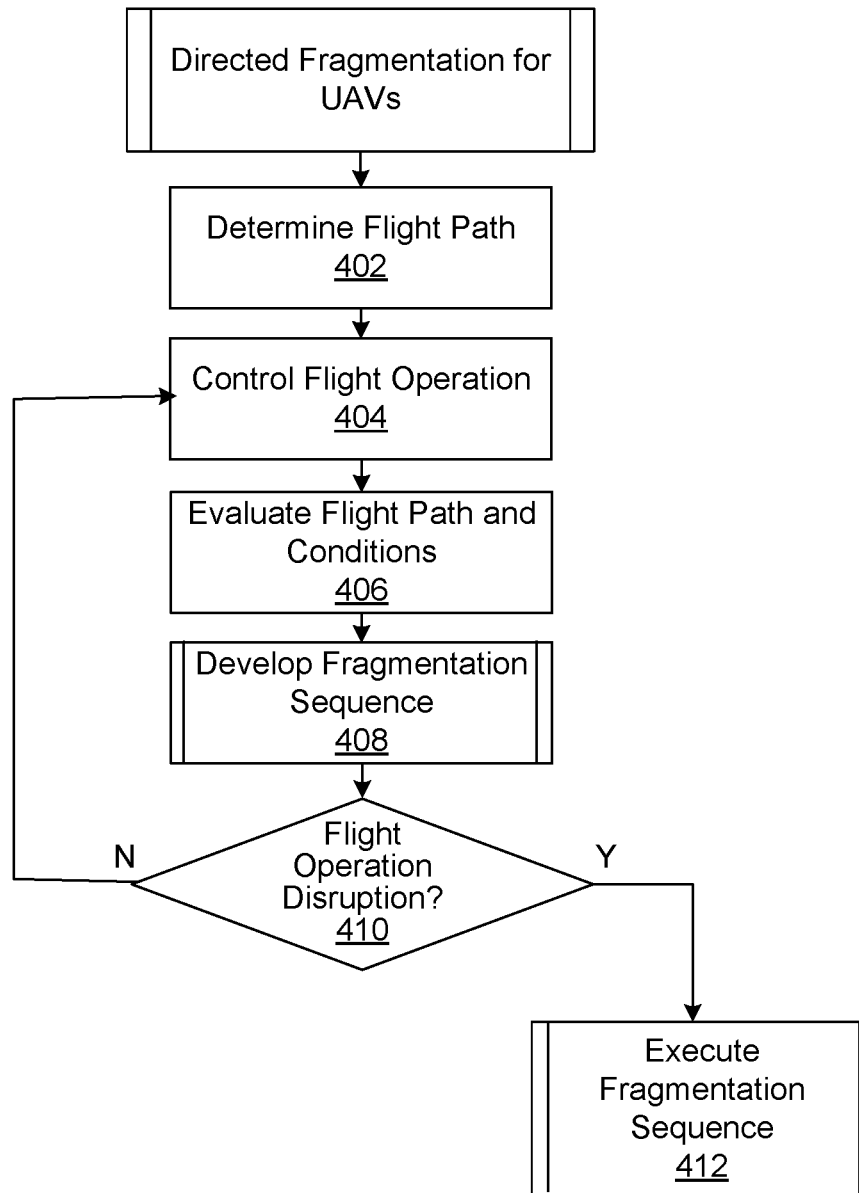 Directed Fragmentation for
UAVs
Determine Flight Path
402
Control Flight Operation
404
Evaluate Flight Path and
Conditions
406
Develop Fragmentation
Sequence
408
Flight
Operation
Disruption?
410
N
Y
Execute
Fragmentation
Sequence
412